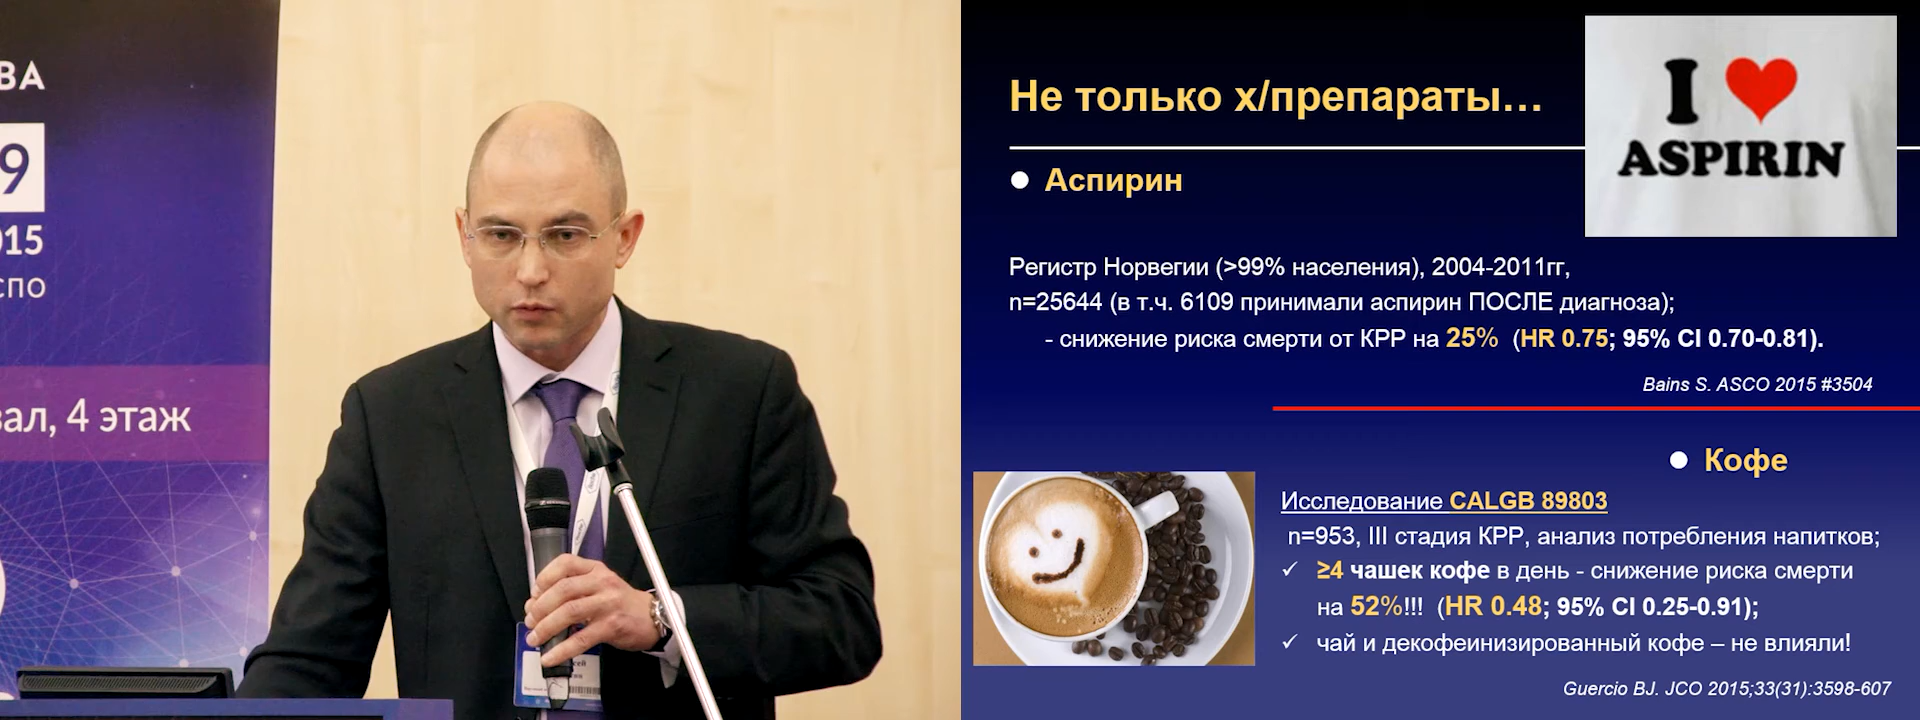 ВА
9
015
спо
зал, 4 этаж
Не только х/препараты...
I ❤
ASPIRIN
● Аспирин
Регистр Норвегии (>99% населения), 2004-2011гг,
n=25644 (в т.ч. 6109 принимали аспирин ПОСЛЕ диагноза);
- снижение риска смерти от КРР на 25% (HR 0.75; 95% CI 0.70-0.81).
Bains S. ASCO 2015 #3504
● Кофе
Исследование CALGB 89803
n=953, III стадия КРР, анализ потребления напитков;
✓ ≥4 чашек кофе в день - снижение риска смерти
на 52%!!! (HR 0.48; 95% CI 0.25-0.91);
✓ чай и декофеинизированный кофе – не влияли!
Guercio BJ. JCO 2015;33(31):3598-607